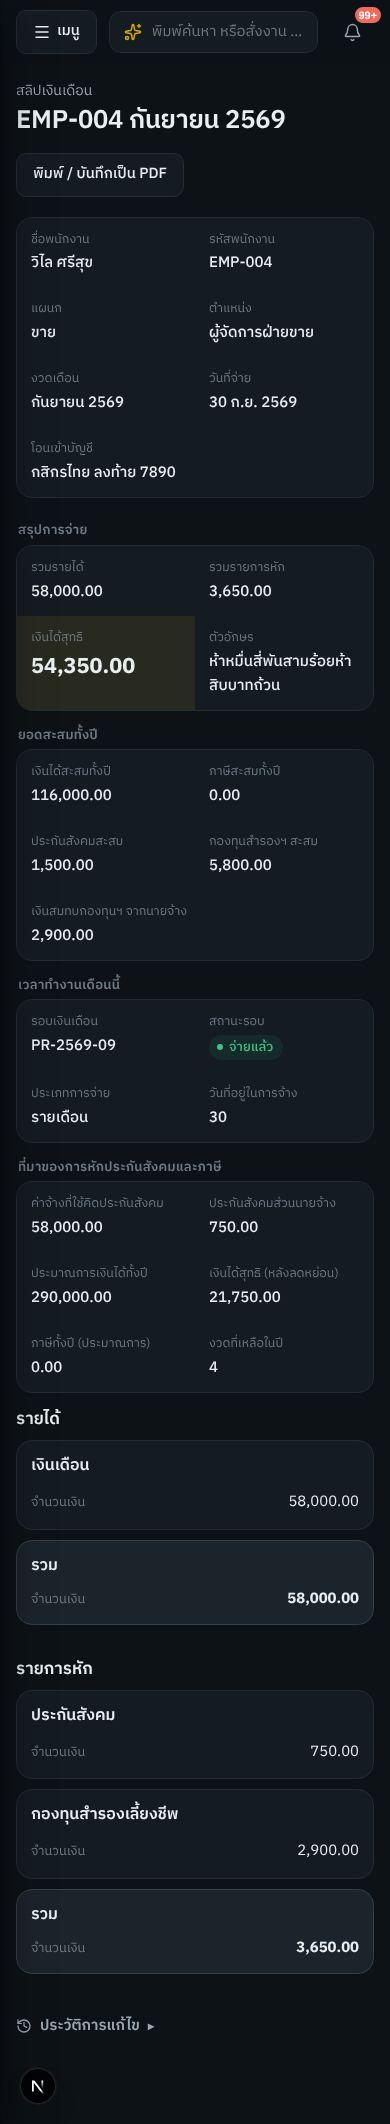 เมนู
พิมพ์ค้นหา หรือสั่งงาน ...
99+
สลิปเงินเดือน
EMP-004 กันยายน 2569
พิมพ์ / บันทึกเป็น PDF
ชื่อพนักงาน
วิไล ศรีสุข
รหัสพนักงาน
EMP-004
แผนก
ขาย
ตำแหน่ง
ผู้จัดการฝ่ายขาย
งวดเดือน
กันยายน 2569
วันที่จ่าย
30 ก.ย. 2569
โอนเข้าบัญชี
กสิกรไทย ลงท้าย 7890
สรุปการจ่าย
รวมรายได้
58,000.00
รวมรายการหัก
3,650.00
เงินได้สุทธิ
54,350.00
ตัวอักษร
ห้าหมื่นสี่พันสามร้อยห้า
สิบบาทถ้วน
ยอดสะสมทั้งปี
เงินได้สะสมทั้งปี
116,000.00
ภาษีสะสมทั้งปี
0.00
ประกันสังคมสะสม
1,500.00
กองทุนสำรองฯ สะสม
5,800.00
เงินสมทบกองทุนฯ จากนายจ้าง
2,900.00
เวลาทำงานเดือนนี้
รอบเงินเดือน
PR-2569-09
สถานะรอบ
จ่ายแล้ว
ประเภทการจ่าย
รายเดือน
วันที่อยู่ในการจ้าง
30
ที่มาของการหักประกันสังคมและภาษี
ค่าจ้างที่ใช้คิดประกันสังคม
58,000.00
ประกันสังคมส่วนนายจ้าง
750.00
ประมาณการเงินได้ทั้งปี
290,000.00
เงินได้สุทธิ (หลังลดหย่อน)
21,750.00
ภาษีทั้งปี (ประมาณการ)
0.00
งวดที่เหลือในปี
4
รายได้
เงินเดือน
จำนวนเงิน 58,000.00
รวม
จำนวนเงิน 58,000.00
รายการหัก
ประกันสังคม
จำนวนเงิน 750.00
กองทุนสำรองเลี้ยงชีพ
จำนวนเงิน 2,900.00
รวม
จำนวนเงิน 3,650.00
ประวัติการแก้ไข ▸
N